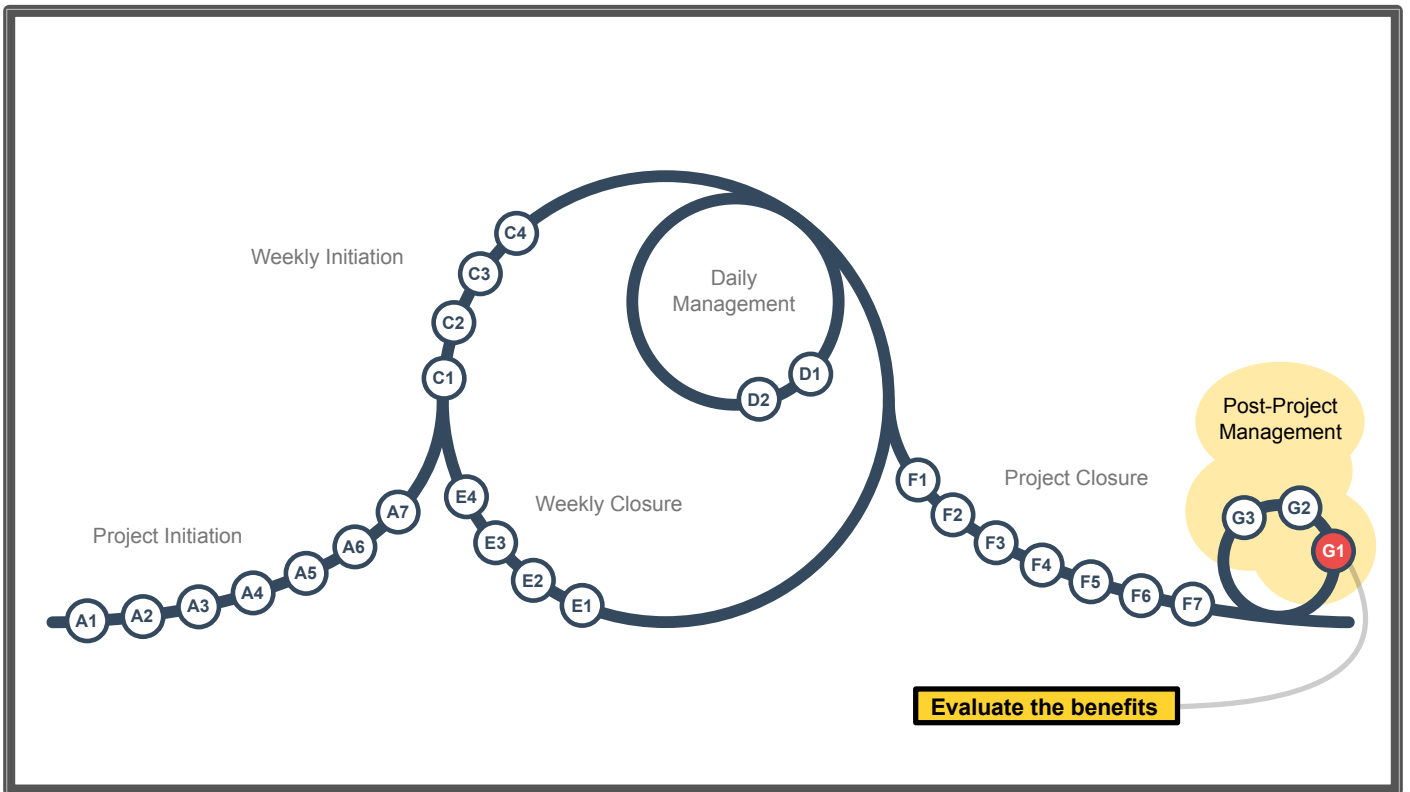 Weekly Initiation
C4
C3
C2
C1
Daily
Management
D1
D2
Post-Project
Management
G3
G2
G1
Project Initiation
A1
A2
A3
A4
A5
A6
A7
Weekly Closure
E4
E3
E2
E1
Project Closure
F1
F2
F3
F4
F5
F6
F7
Evaluate the benefits